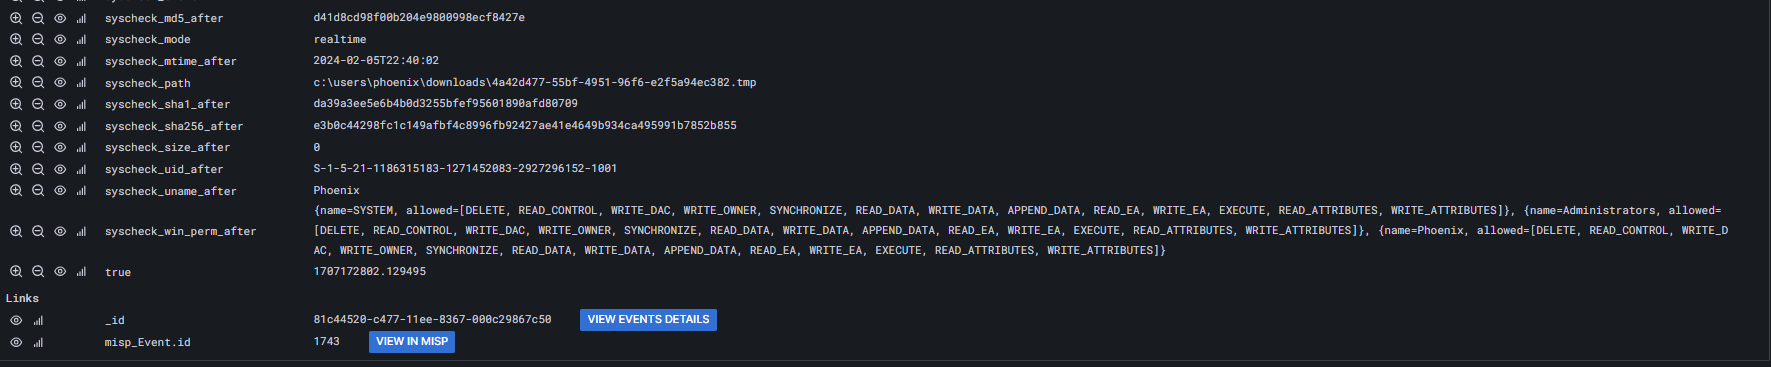 syscheck_md5_after d41d8cd98f00b204e9800998ecf8427e
syscheck_mode realtime
syscheck_mtime_after 2024-02-05T22:40:02
syscheck_path c:\users\phoenix\downloads\4a42d477-55bf-4951-96f6-e2f5a94ec382.tmp
syscheck_sha1_after da39a3ee5e6b4b0d3255bfef95601890afd80709
syscheck_sha256_after e3b0c44298fc1c149afbf4c8996fb92427ae41e4649b934ca495991b7852b855
syscheck_size_after 0
syscheck_uid_after S-1-5-21-1186315183-1271452083-2927296152-1001
syscheck_uname_after Phoenix
{name=SYSTEM, allowed=[DELETE, READ_CONTROL, WRITE_DAC, WRITE_OWNER, SYNCHRONIZE, READ_DATA, WRITE_DATA, APPEND_DATA, READ_EA, WRITE_EA, EXECUTE, READ_ATTRIBUTES, WRITE_ATTRIBUTES]}, {name=Administrators, allowed=
syscheck_win_perm_after [DELETE, READ_CONTROL, WRITE_DAC, WRITE_OWNER, SYNCHRONIZE, READ_DATA, WRITE_DATA, APPEND_DATA, READ_EA, WRITE_EA, EXECUTE, READ_ATTRIBUTES, WRITE_ATTRIBUTES]}, {name=Phoenix, allowed=[DELETE, READ_CONTROL, WRITE_D
AC, WRITE_OWNER, SYNCHRONIZE, READ_DATA, WRITE_DATA, APPEND_DATA, READ_EA, WRITE_EA, EXECUTE, READ_ATTRIBUTES, WRITE_ATTRIBUTES]}
true 1707172802.129495
Links
_id 81c44520-c477-11ee-8367-000c29867c50 VIEW EVENTS DETAILS
misp_Event.id 1743 VIEW IN MISP